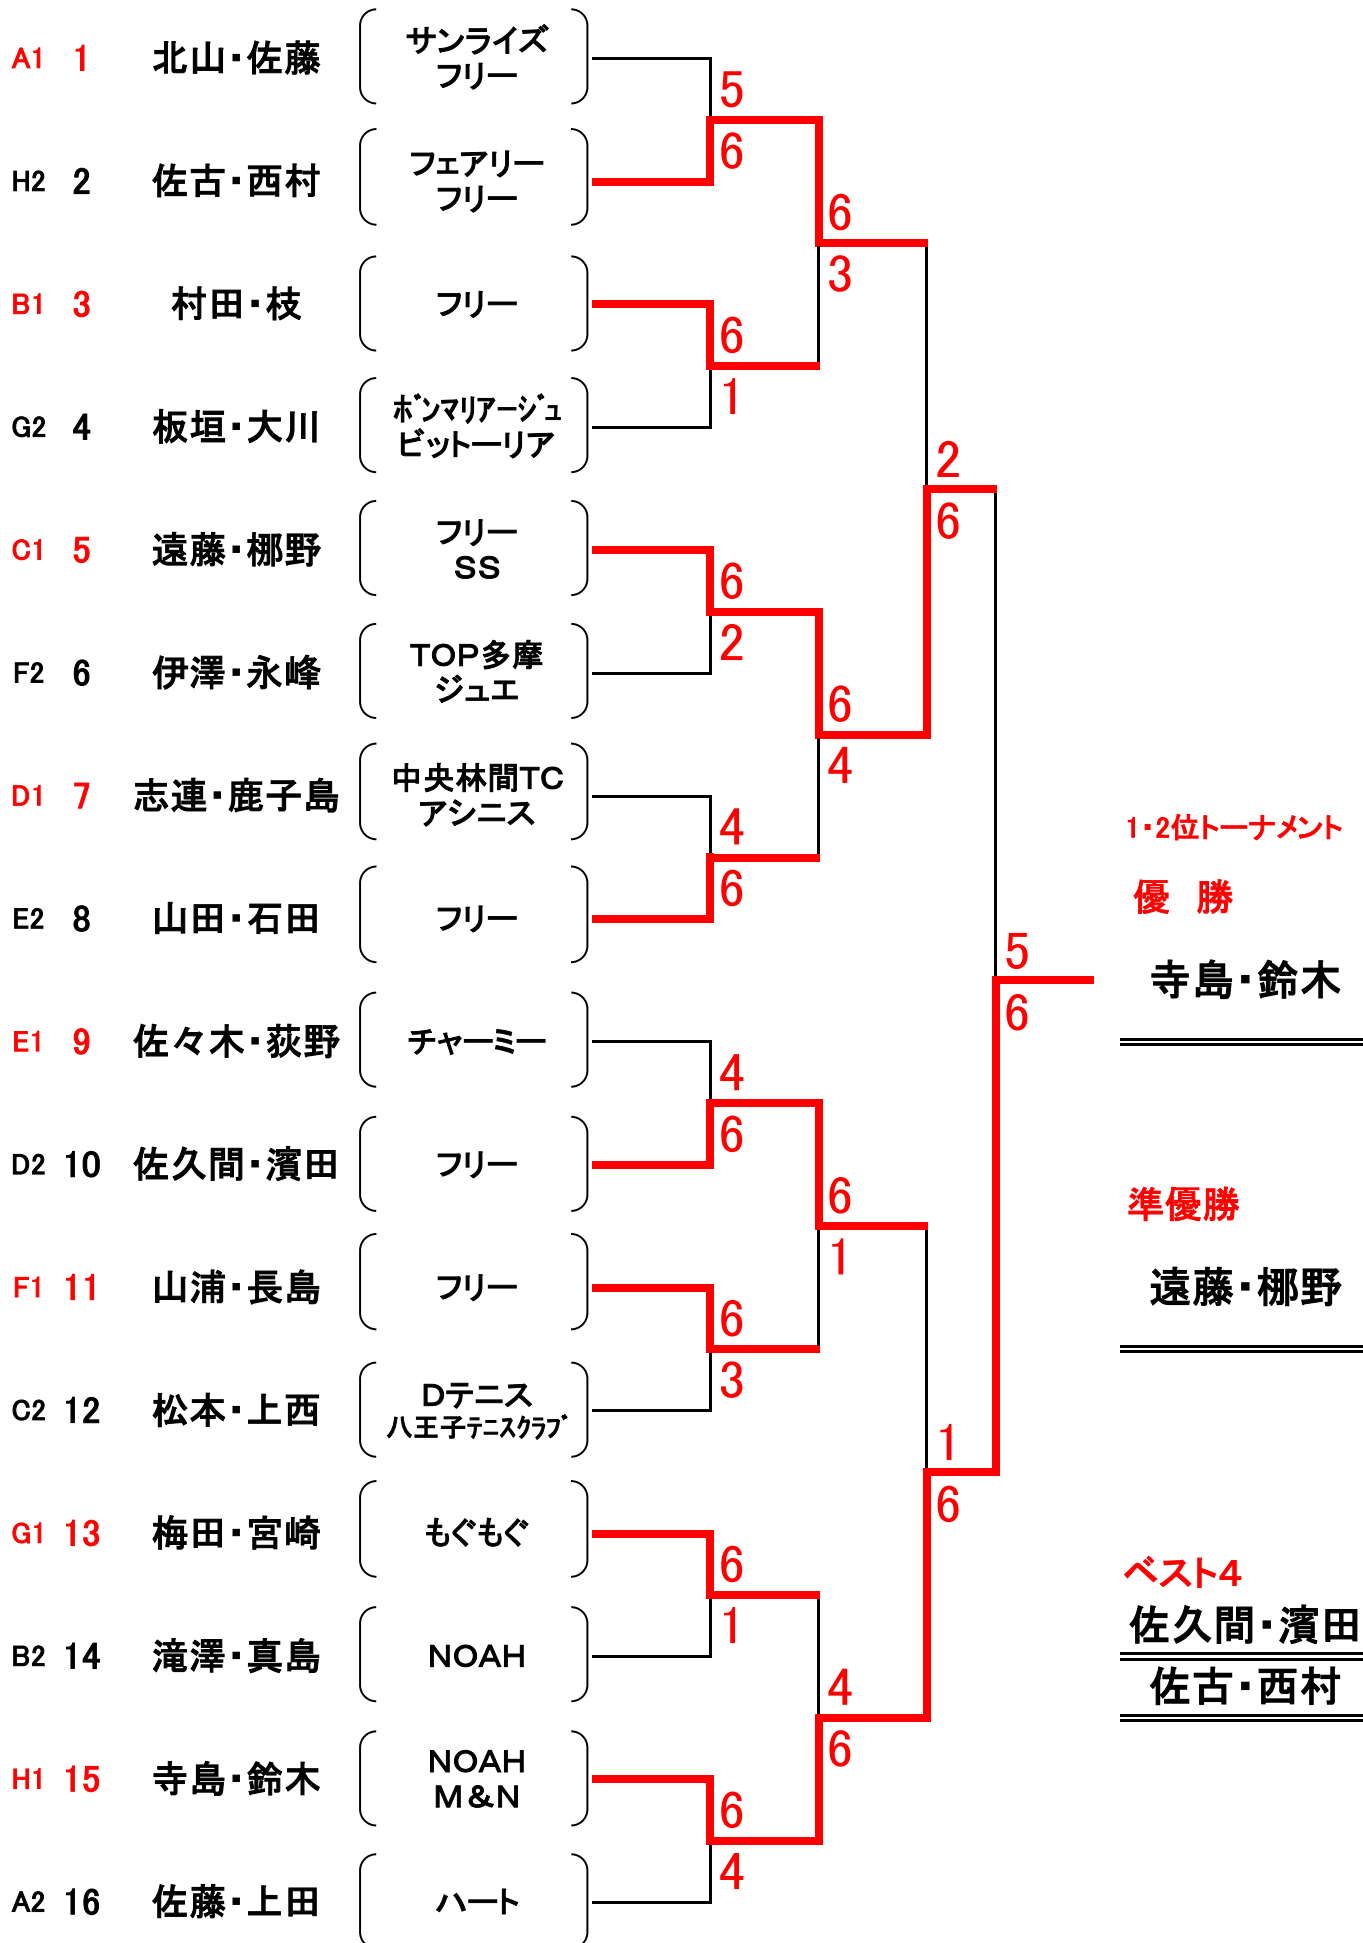 A1 1 北山・佐藤 サンライズ
フリー
5
H2 2 佐古・西村 フェアリー
フリー
6
6
3
B1 3 村田・枝 フリー
6
G2 4 板垣・大川 ボンマリアージュ
ビットーリア
1
2
6
C1 5 遠藤・梛野 フリー
SS
6
F2 6 伊澤・永峰 TOP多摩
ジュエ
2
6
4
D1 7 志連・鹿子島 中央林間TC
アシニス
4
E2 8 山田・石田 フリー
6
5
6
E1 9 佐々木・荻野 チャーミー
4
D2 10 佐久間・濱田 フリー
6
6
1
F1 11 山浦・長島 フリー
6
C2 12 松本・上西 Dテニス
八王子テニスクラブ
3
1
6
G1 13 梅田・宮崎 もぐもぐ
6
B2 14 滝澤・真島 NOAH
1
4
6
H1 15 寺島・鈴木 NOAH
M&N
6
A2 16 佐藤・上田 ハート
4
1・2位トーナメント
優 勝
寺島・鈴木
準優勝
遠藤・梛野
ベスト4
佐久間・濱田
佐古・西村